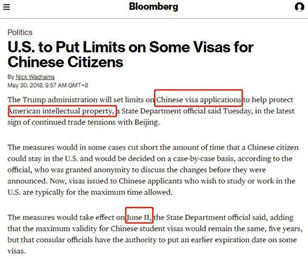 Bloomberg
Politics
U.S. to Put Limits on Some Visas for
Chinese Citizens
By Nick Wadhams
May 30, 2018, 9:57 AM GMT+8
The Trump administration will set limits on Chinese visa applications to help protect
American intellectual property, a State Department official said Tuesday, in the latest
sign of continued trade tensions with Beijing.
The measures would in some cases cut short the amount of time that a Chinese citizen
could stay in the U.S. and would be decided on a case-by-case basis, according to the
official, who was granted anonymity to discuss the changes before they were
announced. Now, visas issued to Chinese applicants who wish to study or work in the
U.S. are typically for the maximum time allowed.
The measures would take effect on June 11, the State Department official said, adding
that the maximum validity for Chinese student visas would remain the same, five years,
but that consular officials have the authority to put an earlier expiration date on some
visas.